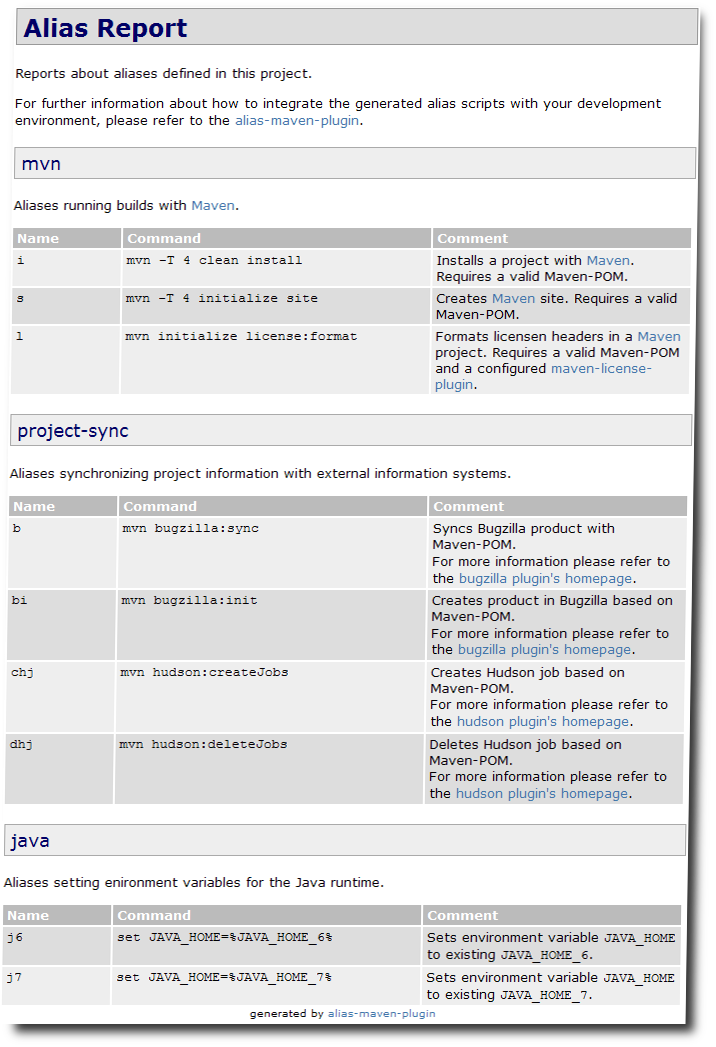 Alias Report
Reports about aliases defined in this project.
For further information about how to integrate the generated alias scripts with your development
environment, please refer to the alias-maven-plugin.
mvn
Aliases running builds with Maven.
Name Command Comment
i mvn -T 4 clean install Installs a project with Maven.
Requires a valid Maven-POM.
s mvn -T 4 initialize site Creates Maven site. Requires a valid
Maven-POM.
l mvn initialize license:format Formats licensen headers in a Maven
project. Requires a valid Maven-POM
and a configured maven-license-
plugin.
project-sync
Aliases synchronizing project information with external information systems.
Name Command Comment
b mvn bugzilla:sync Syncs Bugzilla product with
Maven-POM.
For more information please refer to
the bugzilla plugin's homepage.
bi mvn bugzilla:init Creates product in Bugzilla based on
Maven-POM.
For more information please refer to
the bugzilla plugin's homepage.
chj mvn hudson:createJobs Creates Hudson job based on
Maven-POM.
For more information please refer to
the hudson plugin's homepage.
dhj mvn hudson:deleteJobs Deletes Hudson job based on
Maven-POM.
For more information please refer to
the hudson plugin's homepage.
java
Aliases setting enironment variables for the Java runtime.
Name Command Comment
j6 set JAVA_HOME=%JAVA_HOME_6% Sets environment variable JAVA_HOME
to existing JAVA_HOME_6.
j7 set JAVA_HOME=%JAVA_HOME_7% Sets environment variable JAVA_HOME
to existing JAVA_HOME_7.
generated by alias-maven-plugin